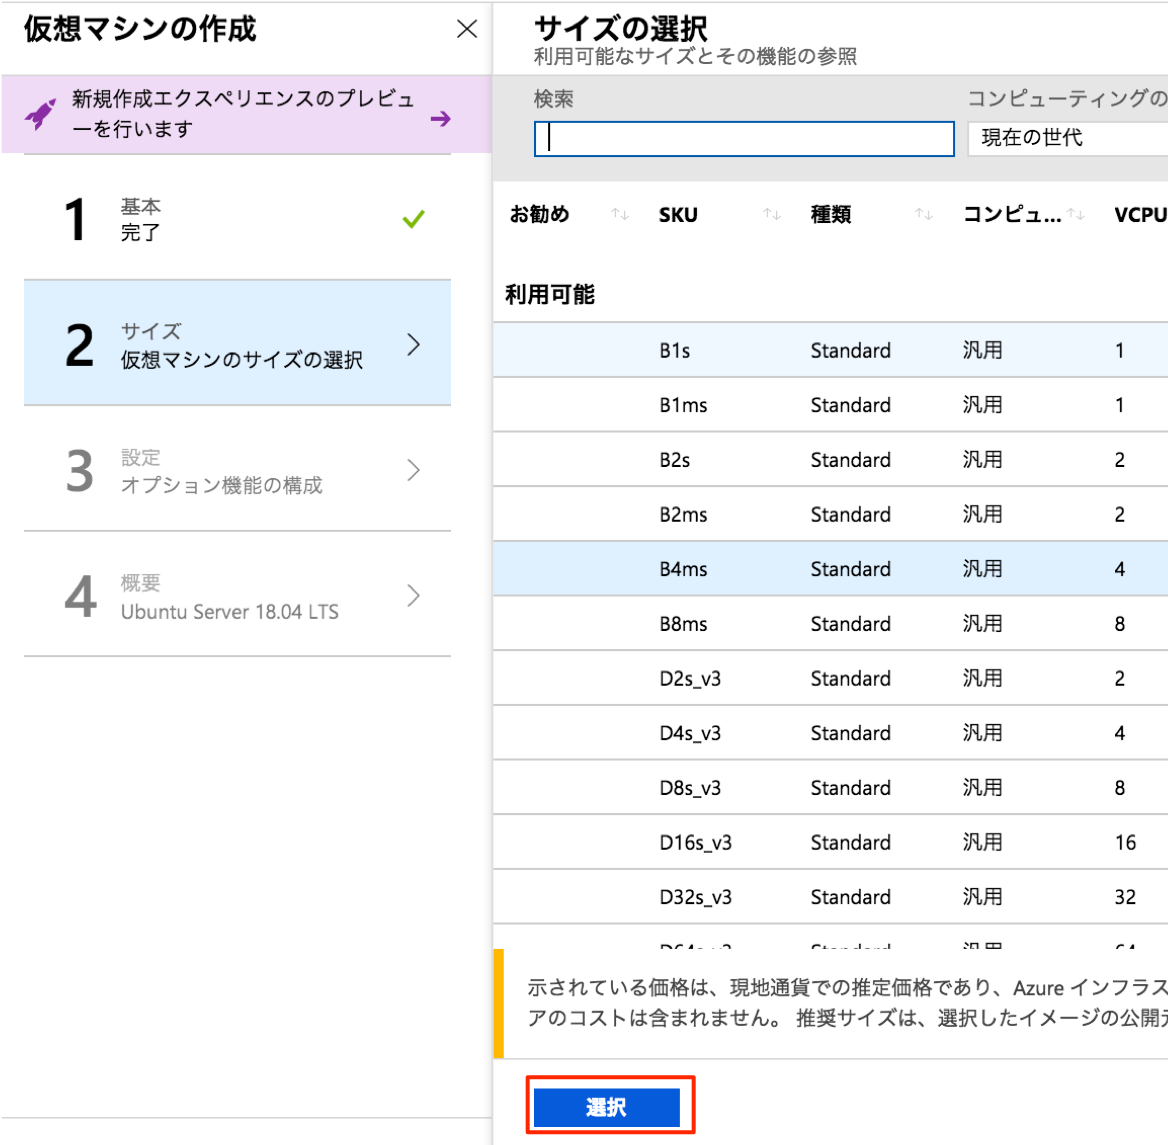 仮想マシンの作成
新規作成エクスペリエンスのプレビュ
ーを行います
1
基本
完了
2
サイズ
仮想マシンのサイズの選択
3
設定
オプション機能の構成
4
概要
Ubuntu Server 18.04 LTS
サイズの選択
利用可能なサイズとその機能の参照
検索
コンピューティングの
現在の世代
お勧め SKU 種類 コンピュ... VCPU
利用可能
B1s Standard 汎用 1
B1ms Standard 汎用 1
B2s Standard 汎用 2
B2ms Standard 汎用 2
B4ms Standard 汎用 4
B8ms Standard 汎用 8
D2s_v3 Standard 汎用 2
D4s_v3 Standard 汎用 4
D8s_v3 Standard 汎用 8
D16s_v3 Standard 汎用 16
D32s_v3 Standard 汎用 32
D64s_v3 Standard 汎用 64
示されている価格は、現地通貨での推定価格であり、Azure インフラス
アのコストは含まれません。 推奨サイズは、選択したイメージの公開元
選択